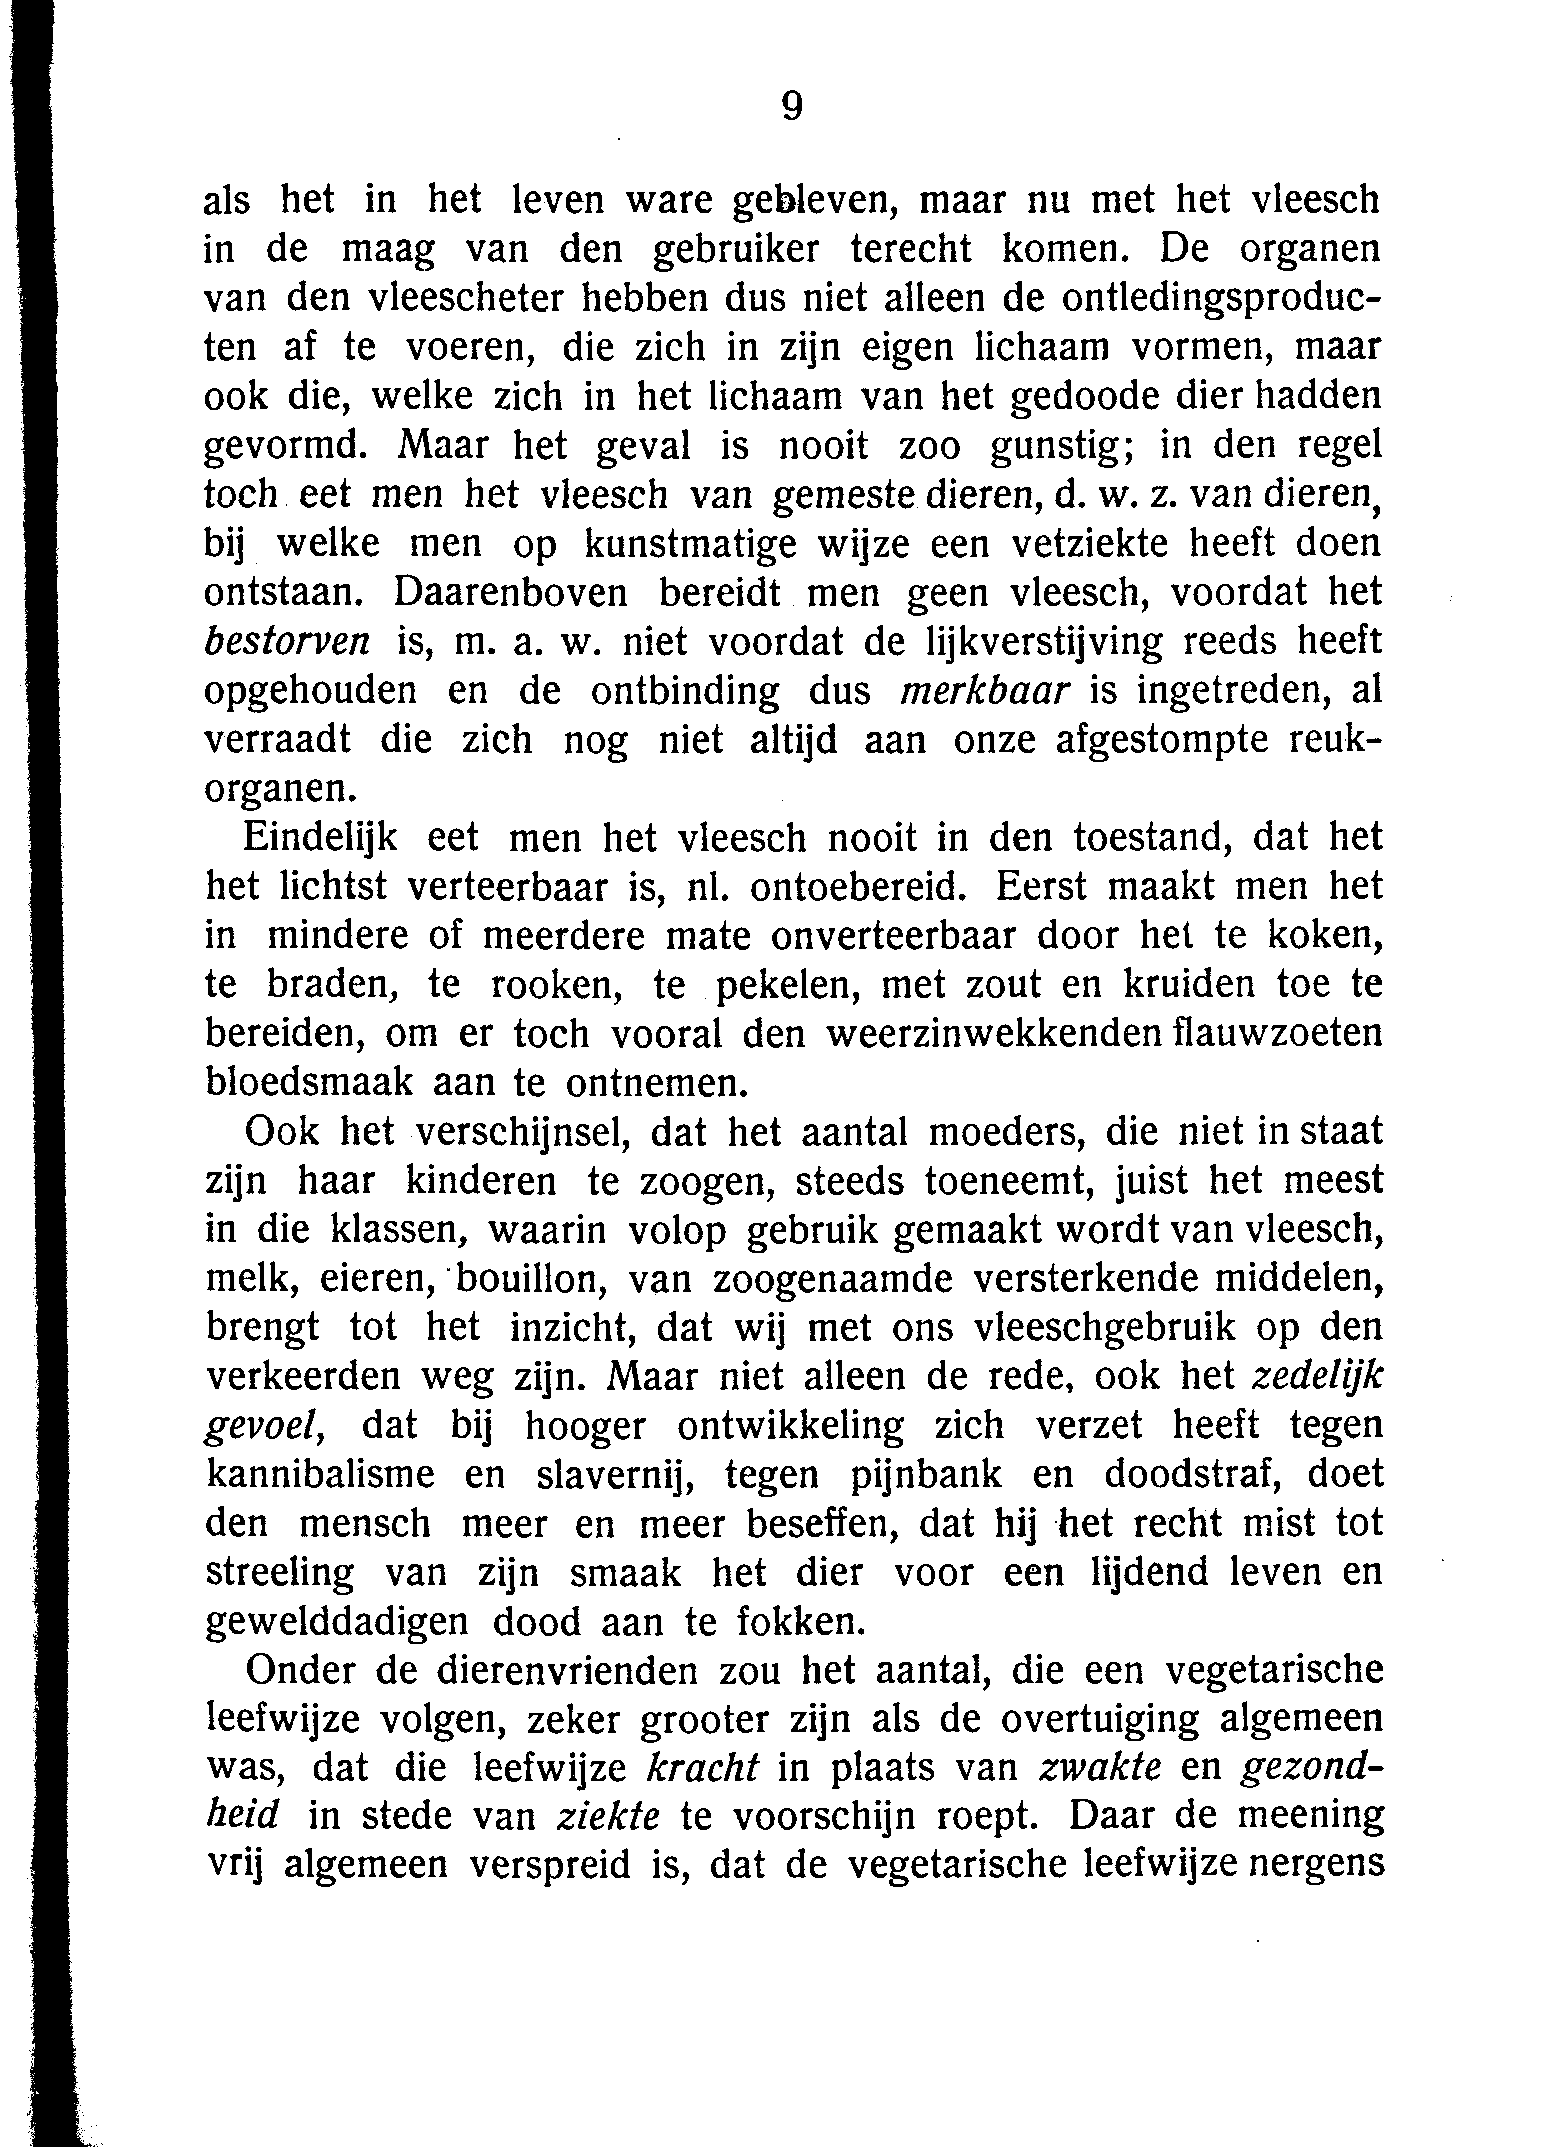 9
als het in het leven ware gebleven, maar nu met het vleesch
in de maag van den gebruiker terecht komen. De organen
van den vleescheter hebben dus niet alleen de ontledingsproduc-
ten af te voeren, die zich in zijn eigen lichaam vormen, maar
ook die, welke zich in het lichaam van het gedoode dier hadden
gevormd. Maar het geval is nooit zoo gunstig; in den regel
toch eet men het vleesch van gemeste dieren, d. w. z. van dieren,
bij welke men op kunstmatige wijze een vetziekte heeft doen
ontstaan. Daarenboven bereidt men geen vleesch, voordat het
bestorven is, m. a. w. niet voordat de lijkverstijving reeds heeft
opgehouden en de ontbinding dus merkbaar is ingetreden, al
verraadt die zich nog niet altijd aan onze afgestompte reuk-
organen.
Eindelijk eet men het vleesch nooit in den toestand, dat het
het lichtst verteerbaar is, nl. ontoebereid. Eerst maakt men het
in mindere of meerdere mate onverteerbaar door het te koken,
te braden, te rooken, te pekelen, met zout en kruiden toe te
bereiden, om er toch vooral den weerzinwekkenden flauwzoeten
bloedsmaak aan te ontnemen.
Ook het verschijnsel, dat het aantal moeders, die niet in staat
zijn haar kinderen te zoogen, steeds toeneemt, juist het meest
in die klassen, waarin volop gebruik gemaakt wordt van vleesch,
melk, eieren, bouillon, van zoogenaamde versterkende middelen,
brengt tot het inzicht, dat wij met ons vleeschgebruik op den
verkeerden weg zijn. Maar niet alleen de rede, ook het zedelijk
gevoel, dat bij hooger ontwikkeling zich verzet heeft tegen
kannibalisme en slavernij, tegen pijnbank en doodstraf, doet
den mensch meer en meer beseffen, dat hij het recht mist tot
streeling van zijn smaak het dier voor een lijdend leven en
gewelddadigen dood aan te fokken.
Onder de dierenvrienden zou het aantal, die een vegetarische
leefwijze volgen, zeker grooter zijn als de overtuiging algemeen
was, dat die leefwijze kracht in plaats van zwakte en gezond-
heid in stede van ziekte te voorschijn roept. Daar de meening
vrij algemeen verspreid is, dat de vegetarische leefwijze nergens